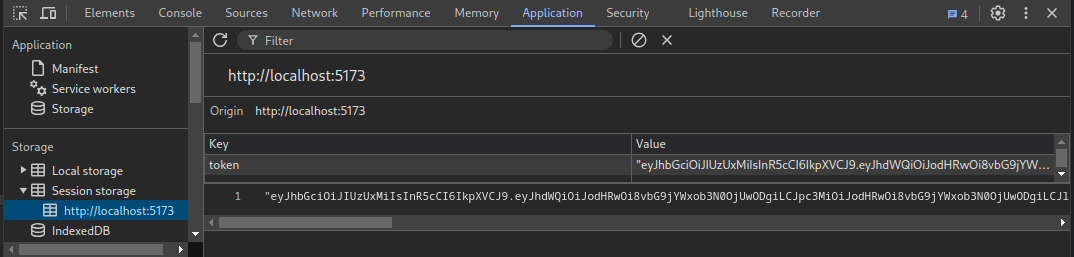 Elements Console Sources Network Performance Memory Application Security Lighthouse Recorder 4
Filter
Application
Manifest
Service workers
Storage
Storage
Local storage
Session storage
http://localhost:5173
IndexedDB
http://localhost:5173
Origin http://localhost:5173
Key Value
token "eyJhbGciOiJIUzUxMiIsInR5cCI6IkpXVCJ9.eyJhdWQiOiJodHRwOi8vbG9jYW...
1 "eyJhbGciOiJIUzUxMiIsInR5cCI6IkpXVCJ9.eyJhdWQiOiJodHRwOi8vbG9jYWxob3N0OjUwODgiLCJpc3MiOiJodHRwOi8vbG9jYWxob3N0OjUwODgiLCJl